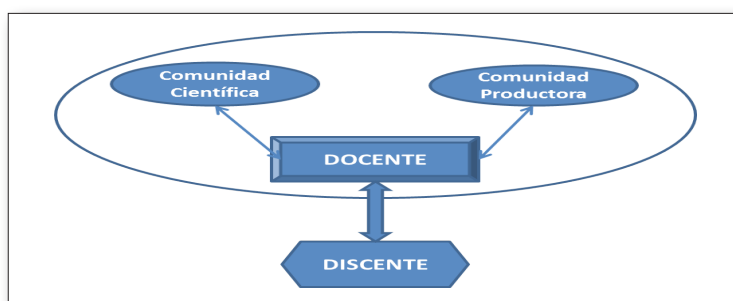 Comunidad
Científica
Comunidad
Productora
DOCENTE
DISCENTE